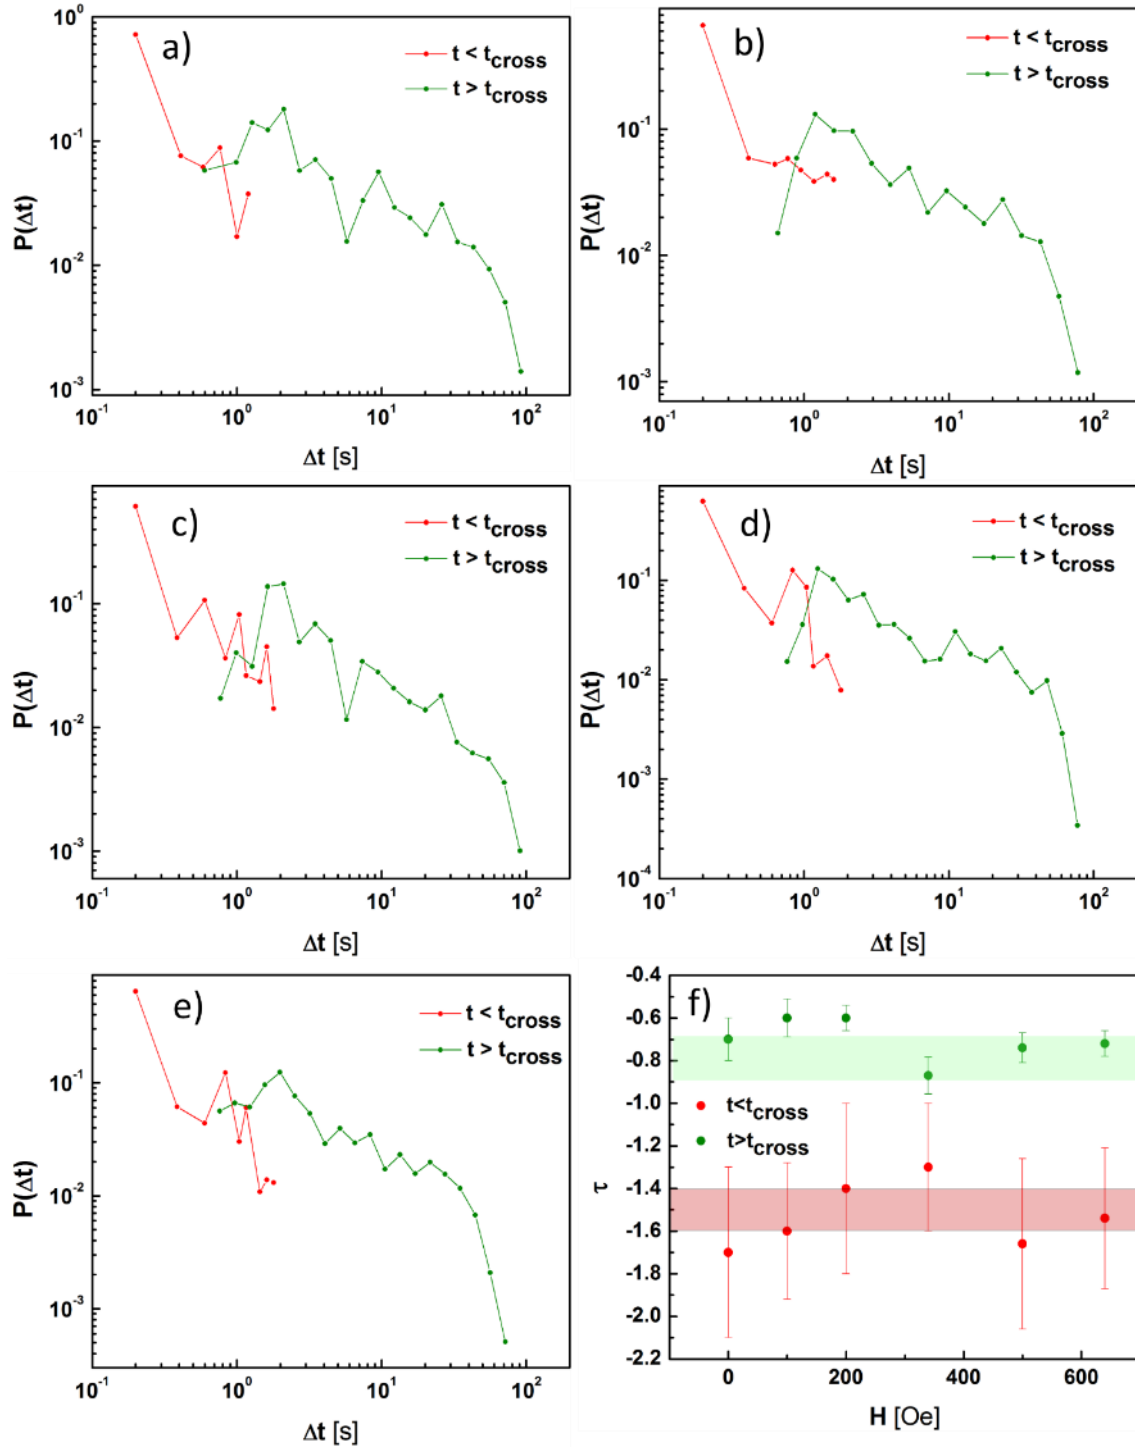 a)
t < tcross
t > tcross
10^0
10^-1
10^-2
10^-3
P(Δt)
10^-1
10^0
10^1
10^2
Δt [s]
b)
t < tcross
t > tcross
10^-1
10^-2
10^-3
P(Δt)
10^-1
10^0
10^1
10^2
Δt [s]
c)
t < tcross
t > tcross
10^-1
10^-2
10^-3
P(Δt)
10^-1
10^0
10^1
10^2
Δt [s]
d)
t < tcross
t > tcross
10^-1
10^-2
10^-3
10^-4
P(Δt)
10^-1
10^0
10^1
10^2
Δt [s]
e)
t < tcross
t > tcross
10^-1
10^-2
10^-3
P(Δt)
10^-1
10^0
10^1
10^2
Δt [s]
f)
-0.4
-0.6
-0.8
-1.0
-1.2
-1.4
-1.6
-1.8
-2.0
-2.2
τ
t<tcross
t>tcross
0
200
400
600
H [Oe]